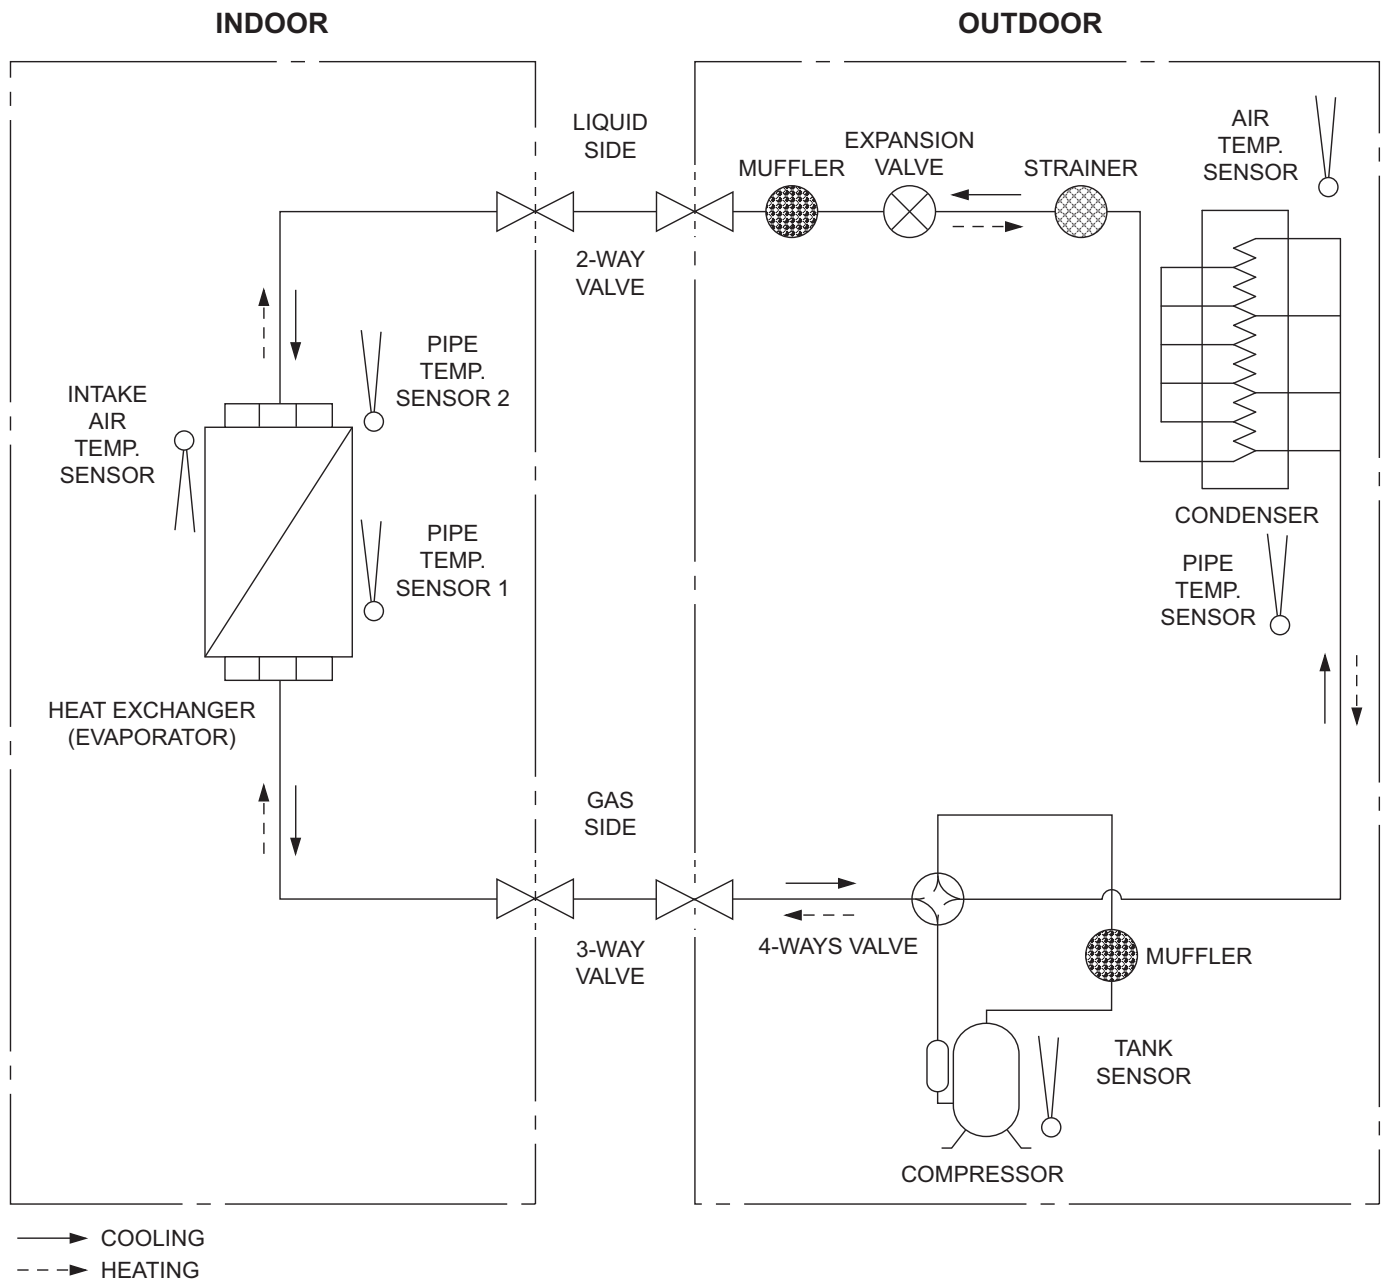 INDOOR
OUTDOOR
LIQUID
SIDE
MUFFLER
EXPANSION
VALVE
STRAINER
AIR
TEMP.
SENSOR
2-WAY
VALVE
PIPE
TEMP.
SENSOR 2
INTAKE
AIR
TEMP.
SENSOR
PIPE
TEMP.
SENSOR 1
CONDENSER
PIPE
TEMP.
SENSOR
HEAT EXCHANGER
(EVAPORATOR)
GAS
SIDE
3-WAY
VALVE
4-WAYS VALVE
MUFFLER
TANK
SENSOR
COMPRESSOR
COOLING
HEATING